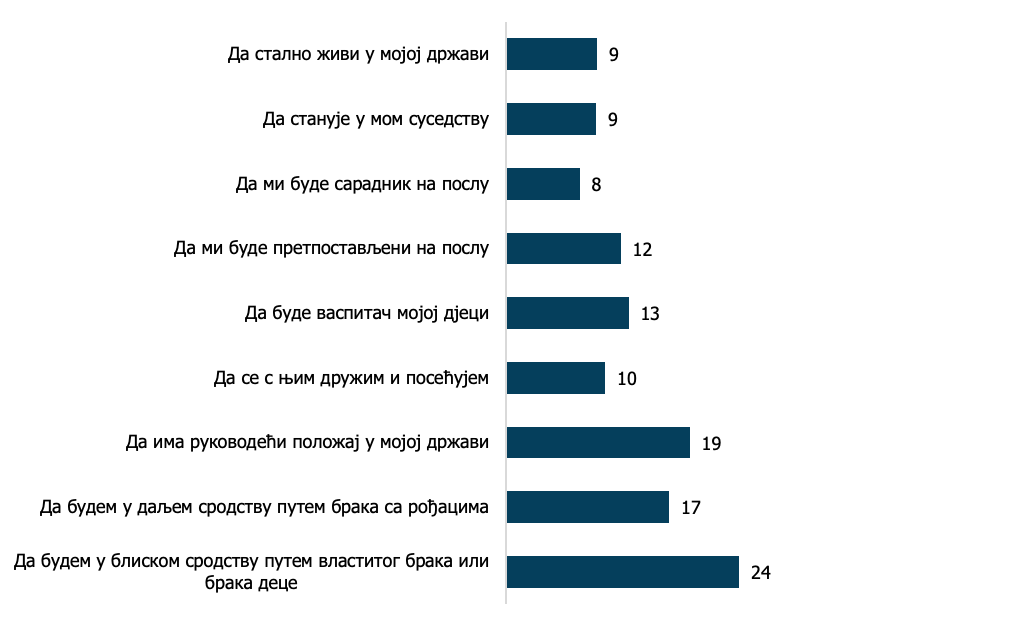 Да стално живи у мојој држави 9
Да станује у мом суседству 9
Да ми буде сарадник на послу 8
Да ми буде претпостављени на послу 12
Да буде васпитач мојој дјеци 13
Да се с њим дружим и посећујем 10
Да има руководећи положај у мојој држави 19
Да будем у даљем сродству путем брака са рођацима 17
Да будем у блиском сродству путем властитог брака или
брака деце 24